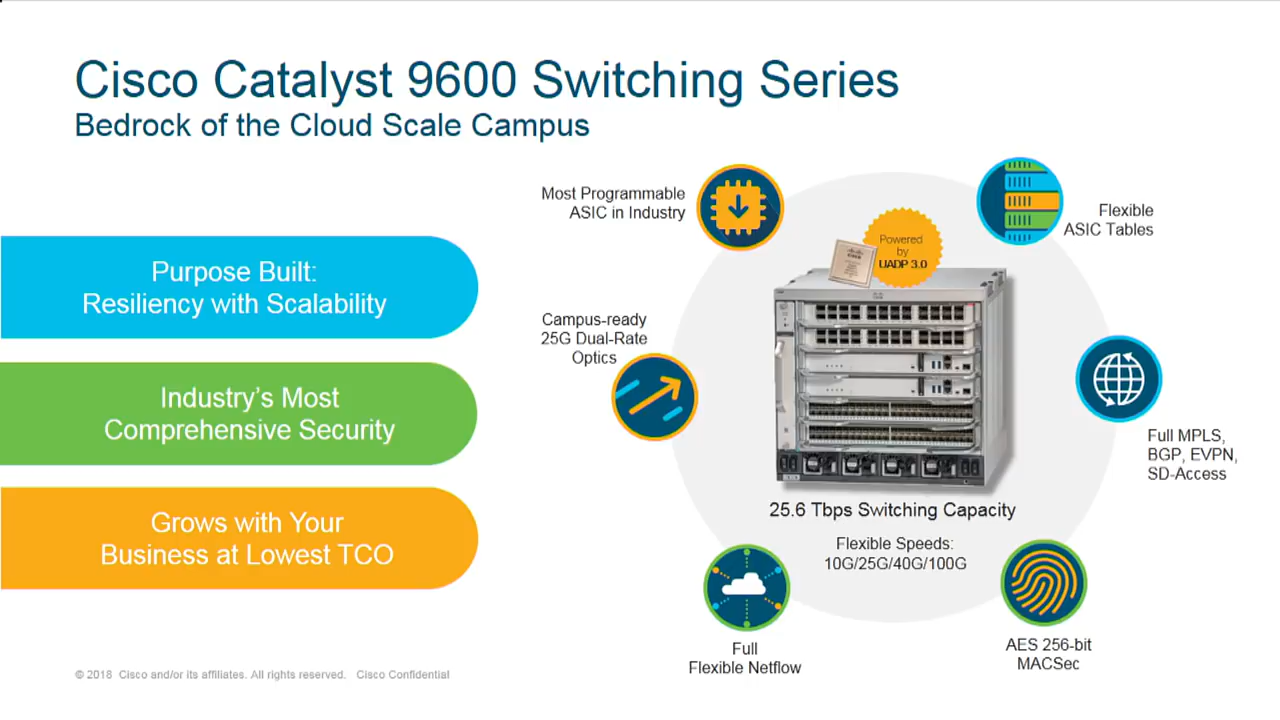 Cisco Catalyst 9600 Switching Series
Bedrock of the Cloud Scale Campus
Purpose Built:
Resiliency with Scalability
Industry's Most
Comprehensive Security
Grows with Your
Business at Lowest TCO
Most Programmable
ASIC in Industry
Flexible
ASIC Tables
Powered
by
UADP 3.0
Campus-ready
25G Dual-Rate
Optics
Full MPLS,
BGP, EVPN,
SD-Access
25.6 Tbps Switching Capacity
Flexible Speeds:
10G/25G/40G/100G
Full
Flexible Netflow
AES 256-bit
MACSec
© 2018 Cisco and/or its affiliates. All rights reserved. Cisco Confidential